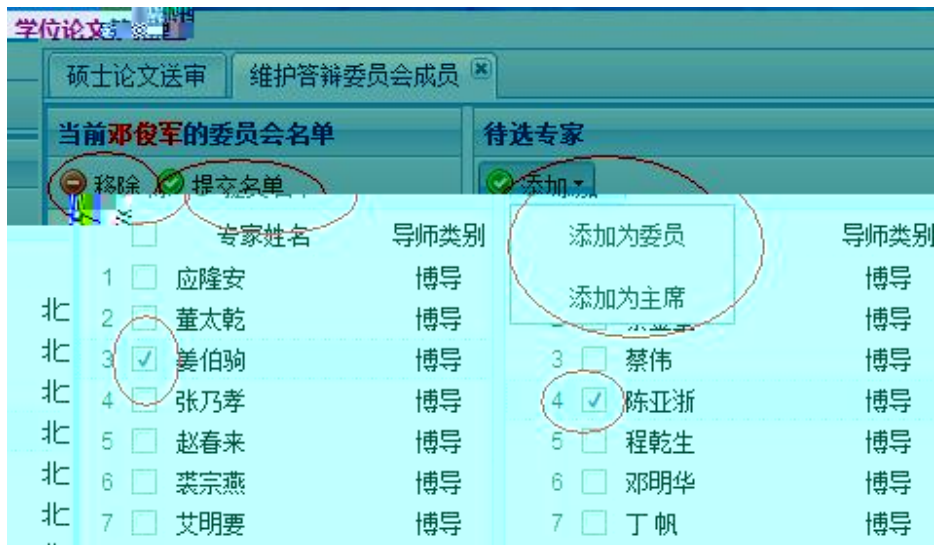 学位论文
硕士论文送审 维护答辩委员会成员
当前邓俊军的委员会名单 待选专家
移除 提交名单 添加
专家姓名 导师类别 添加为委员 导师类别
1 应隆安 博导 博导
添加为主席
北 2 董太乾 博导 博导
北 3 姜伯驹 博导 3 蔡伟 博导
北 4 张乃孝 博导 4 陈亚浙 博导
北 5 赵春来 博导 5 程乾生 博导
北 6 裘宗燕 博导 6 邓明华 博导
北 7 艾明要 博导 7 丁帆 博导